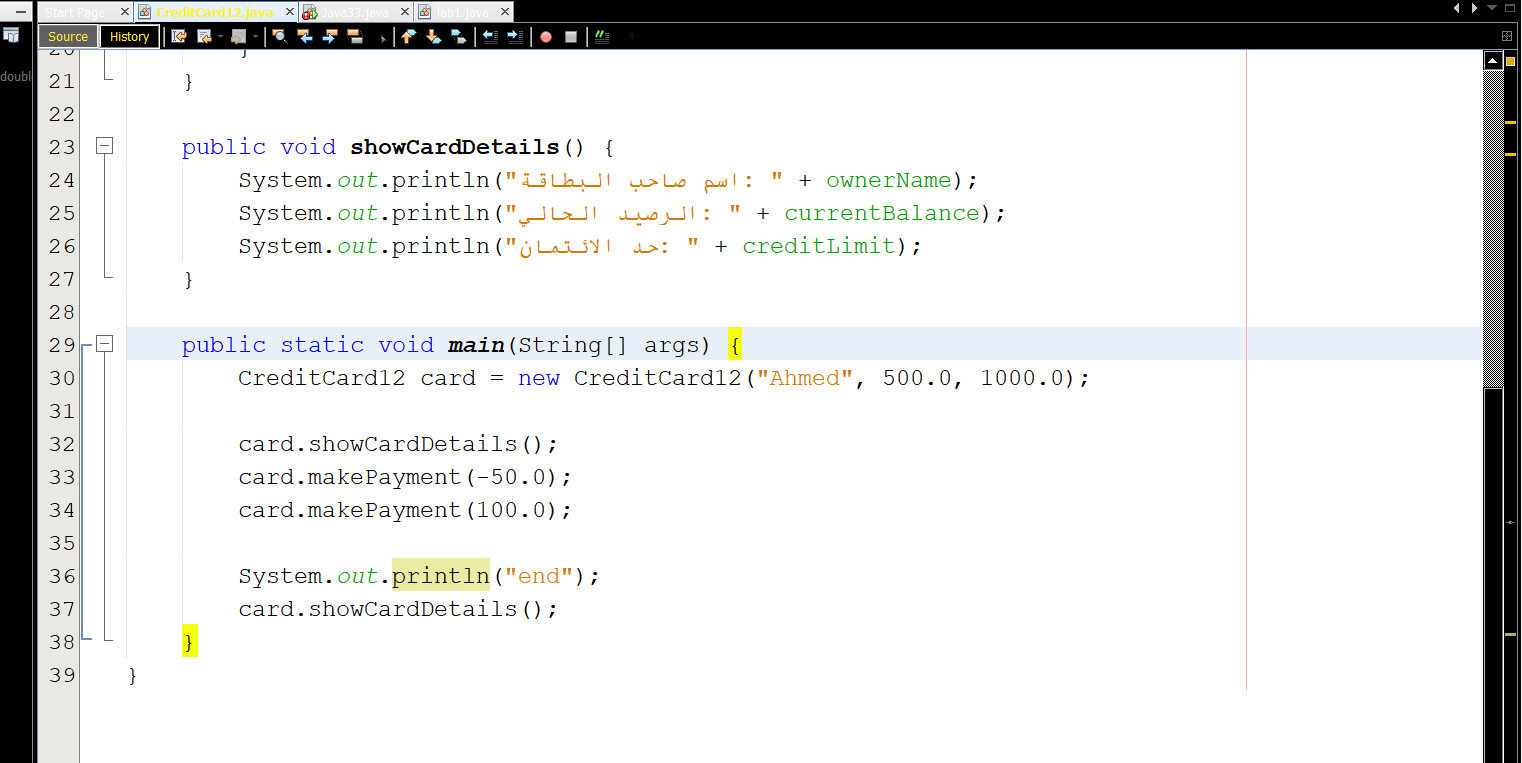 Start Page
CreditCard12.java
Java33.java
lab1.java
Source History
doubl
20 }
21 }
22
23 public void showCardDetails() {
24 System.out.println("اسم صاحب البطاقة: " + ownerName);
25 System.out.println("الرصيد الحالي: " + currentBalance);
26 System.out.println("حد الائتمان: " + creditLimit);
27 }
28
29 public static void main(String[] args) {
30 CreditCard12 card = new CreditCard12("Ahmed", 500.0, 1000.0);
31
32 card.showCardDetails();
33 card.makePayment(-50.0);
34 card.makePayment(100.0);
35
36 System.out.println("end");
37 card.showCardDetails();
38 }
39 }